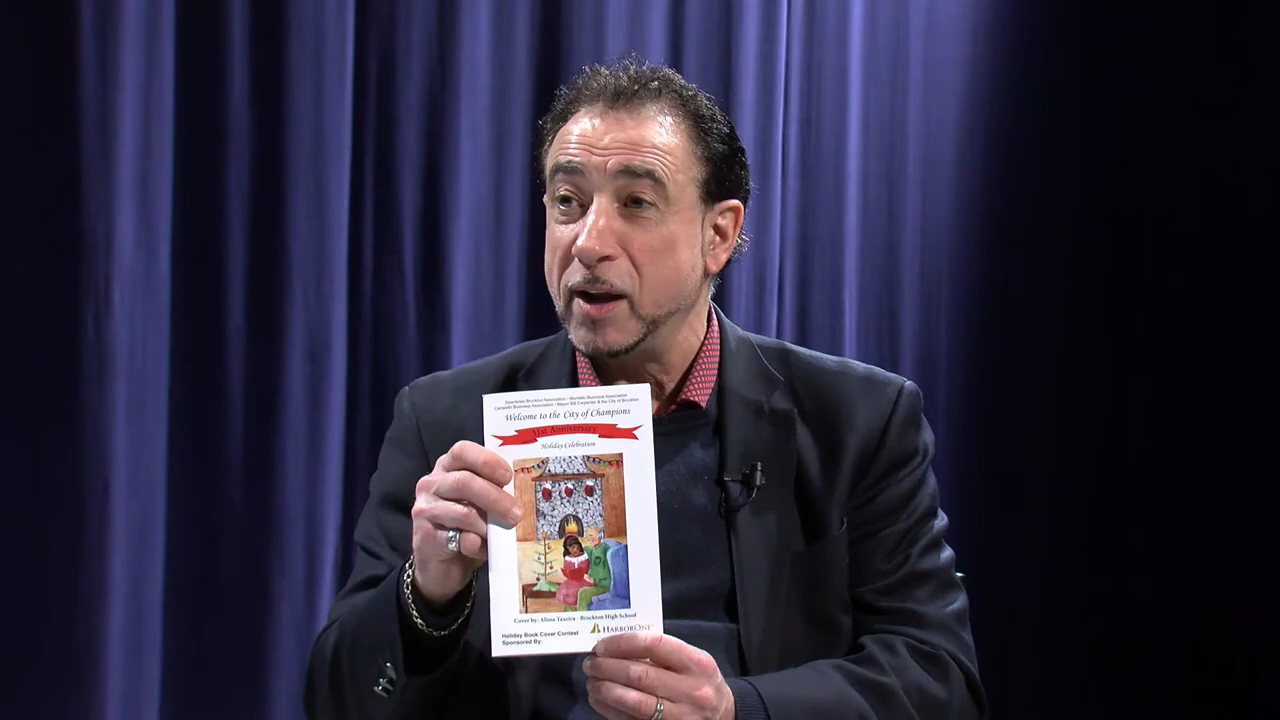 Downtown Brockton Association - Montello Business Association
Campello Business Association - Mayor Bill Carpenter & the City of Brockton
Welcome to the City of Champions
31st Anniversary
Holiday Celebration
Cover by: Alissa Taxeira - Brockton High School
Holiday Book Cover Contest
Sponsored By:
HARBORONE